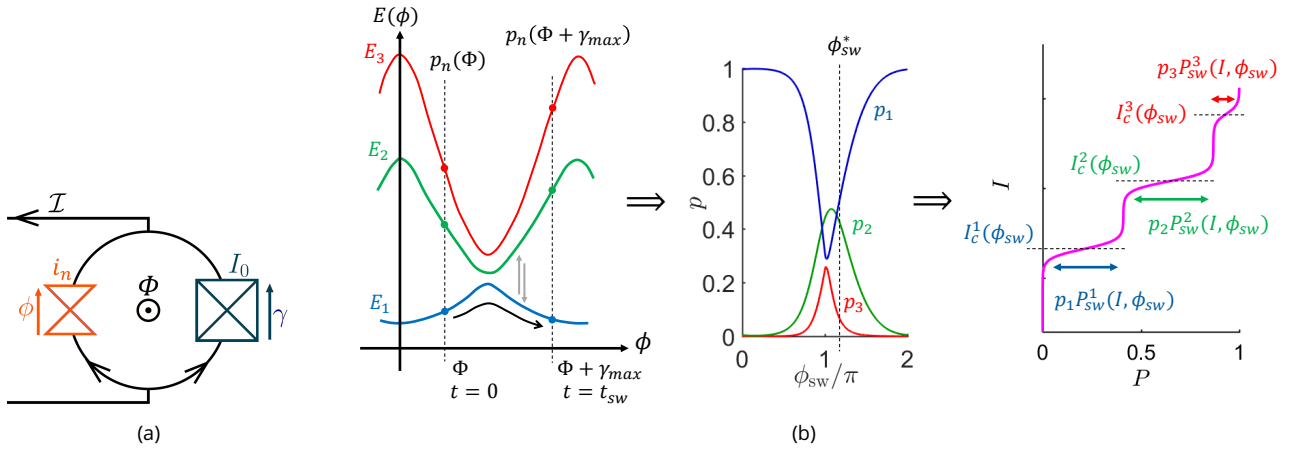 ℐ
i_n
I_0
Φ
ϕ
γ
(a)
E(ϕ)
E_3
p_n(Φ)
p_n(Φ + γ_max)
E_2
E_1
ϕ
Φ
Φ + γ_max
t = 0
t = t_sw
⇒
ϕ*_sw
1
0.8
0.6
0.4
0.2
0
p
p_1
p_2
p_3
0
1
2
ϕ_sw/π
(b)
⇒
p_3P^3_sw(I, ϕ_sw)
I^3_c(ϕ_sw)
I^2_c(ϕ_sw)
p_2P^2_sw(I, ϕ_sw)
I^1_c(ϕ_sw)
p_1P^1_sw(I, ϕ_sw)
I
0
0.5
1
P